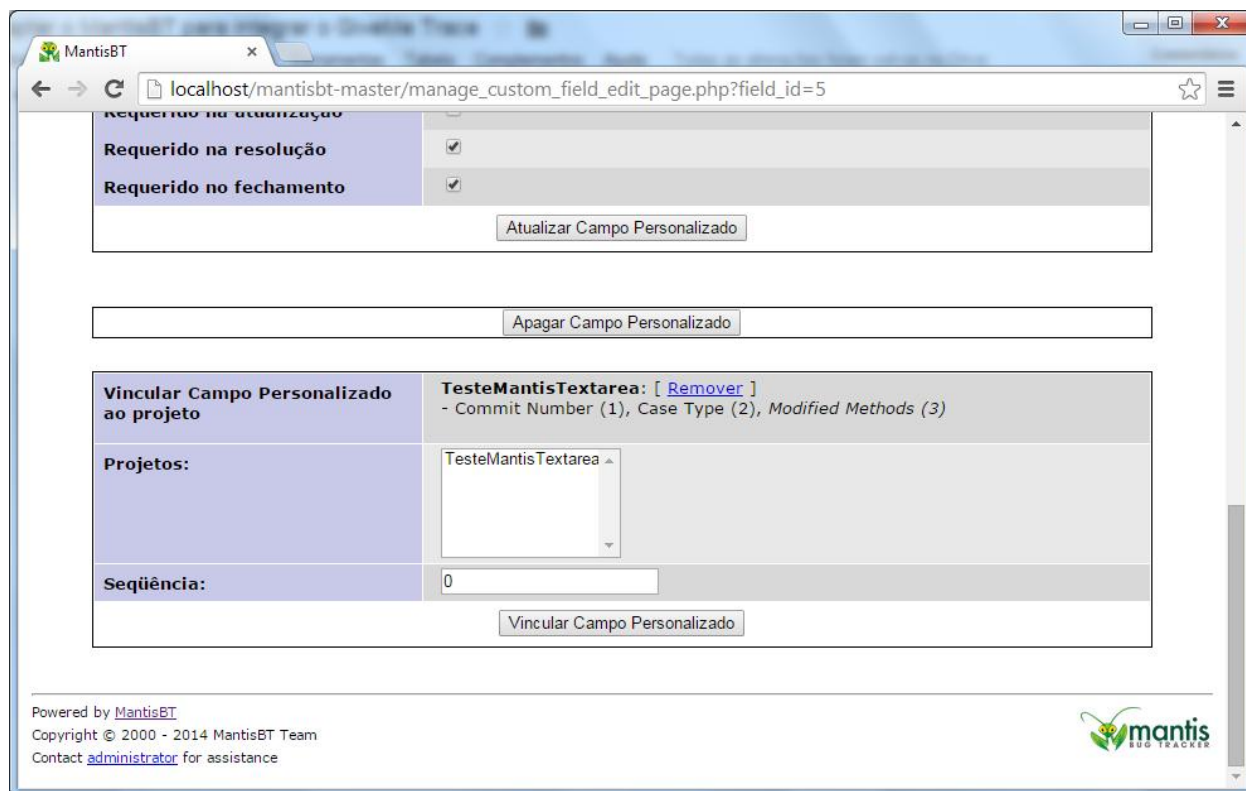 MantisBT
localhost/mantisbt-master/manage_custom_field_edit_page.php?field_id=5
Requerido na atualização
Requerido na resolução
Requerido no fechamento
Atualizar Campo Personalizado
Apagar Campo Personalizado
Vincular Campo Personalizado
ao projeto
TesteMantisTextarea: [ Remover ]
- Commit Number (1), Case Type (2), Modified Methods (3)
Projetos:
TesteMantisTextarea
Seqüência:
0
Vincular Campo Personalizado
Powered by MantisBT
Copyright © 2000 - 2014 MantisBT Team
Contact administrator for assistance
mantis
BUG TRACKER